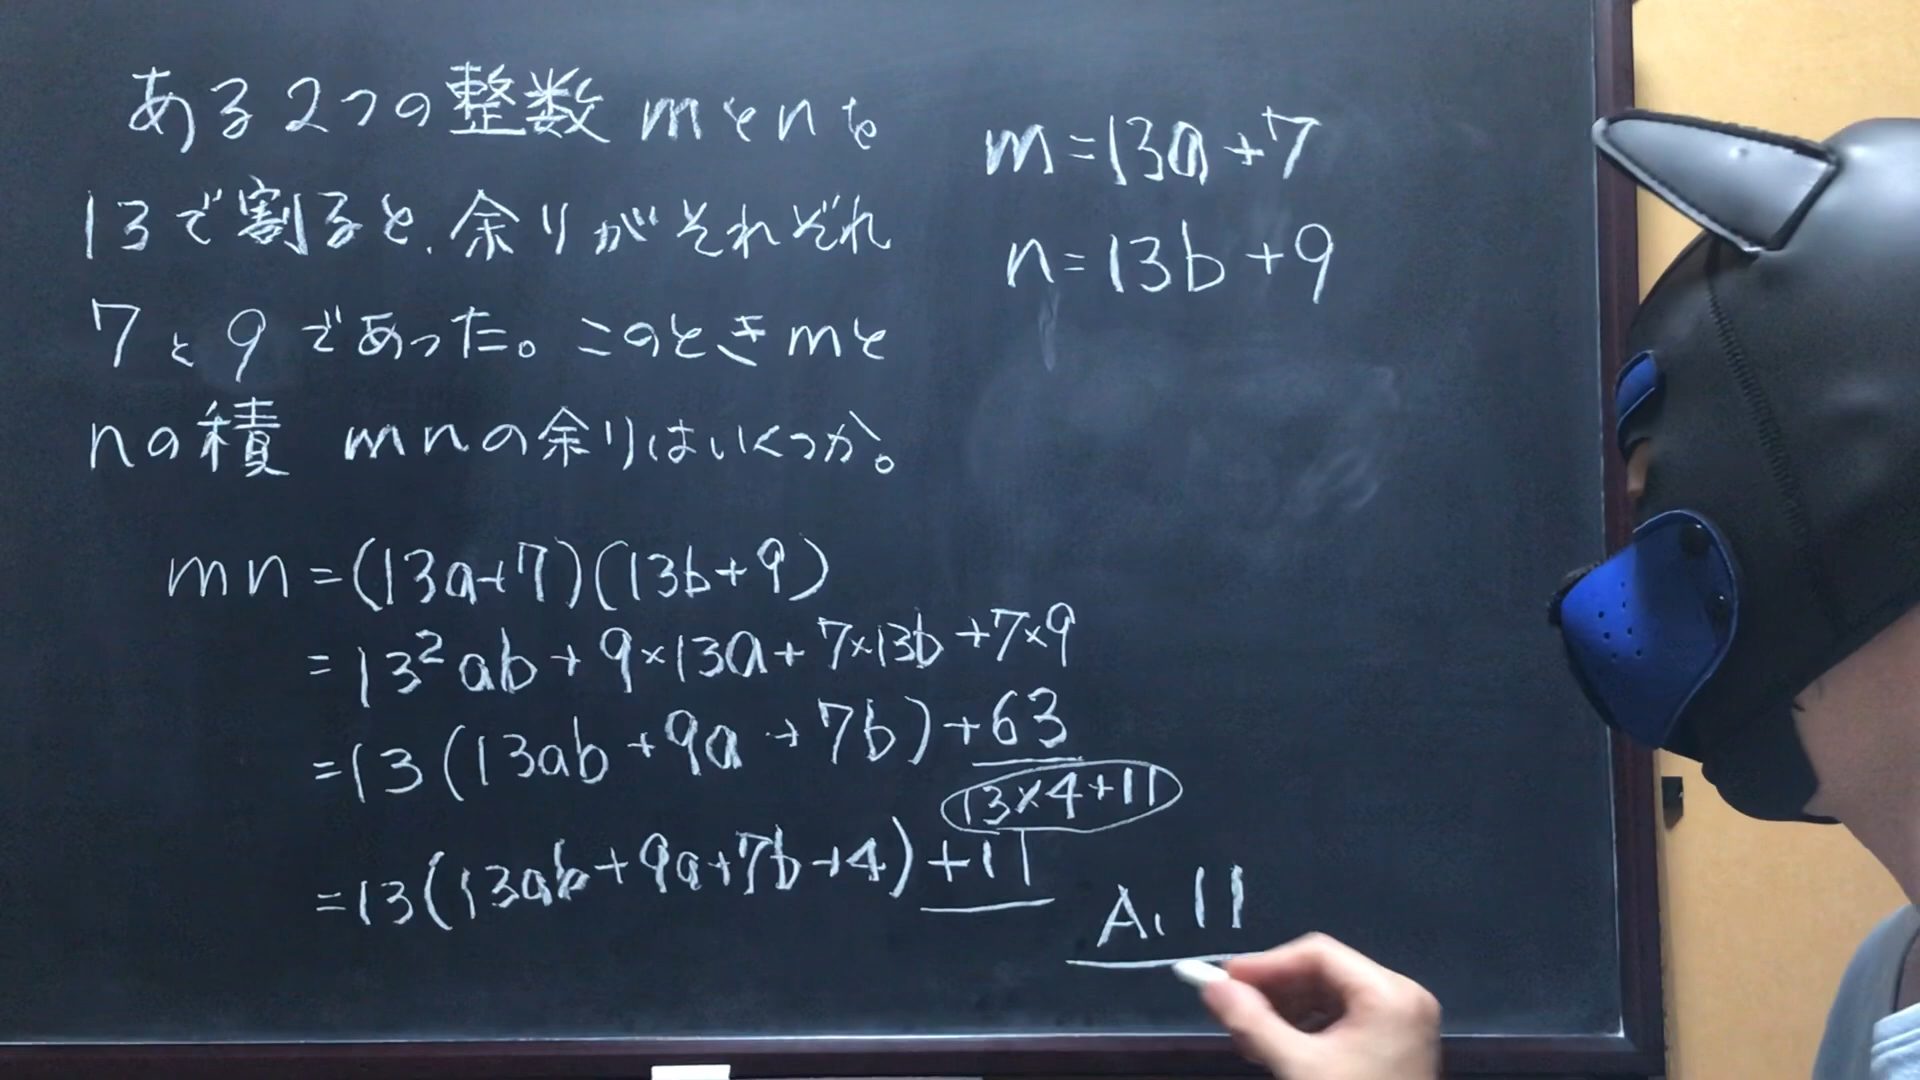 ある2つの整数 mとnを
13で割ると、余りがそれぞれ
7と9であった。このときmと
nの積 mnの余りはいくつか。
m=13a+7
n=13b+9
mn=(13a+7)(13b+9)
=13²ab+9×13a+7×13b+7×9
=13(13ab+9a+7b)+63
13×4+11
=13(13ab+9a+7b+4)+11
A. 11